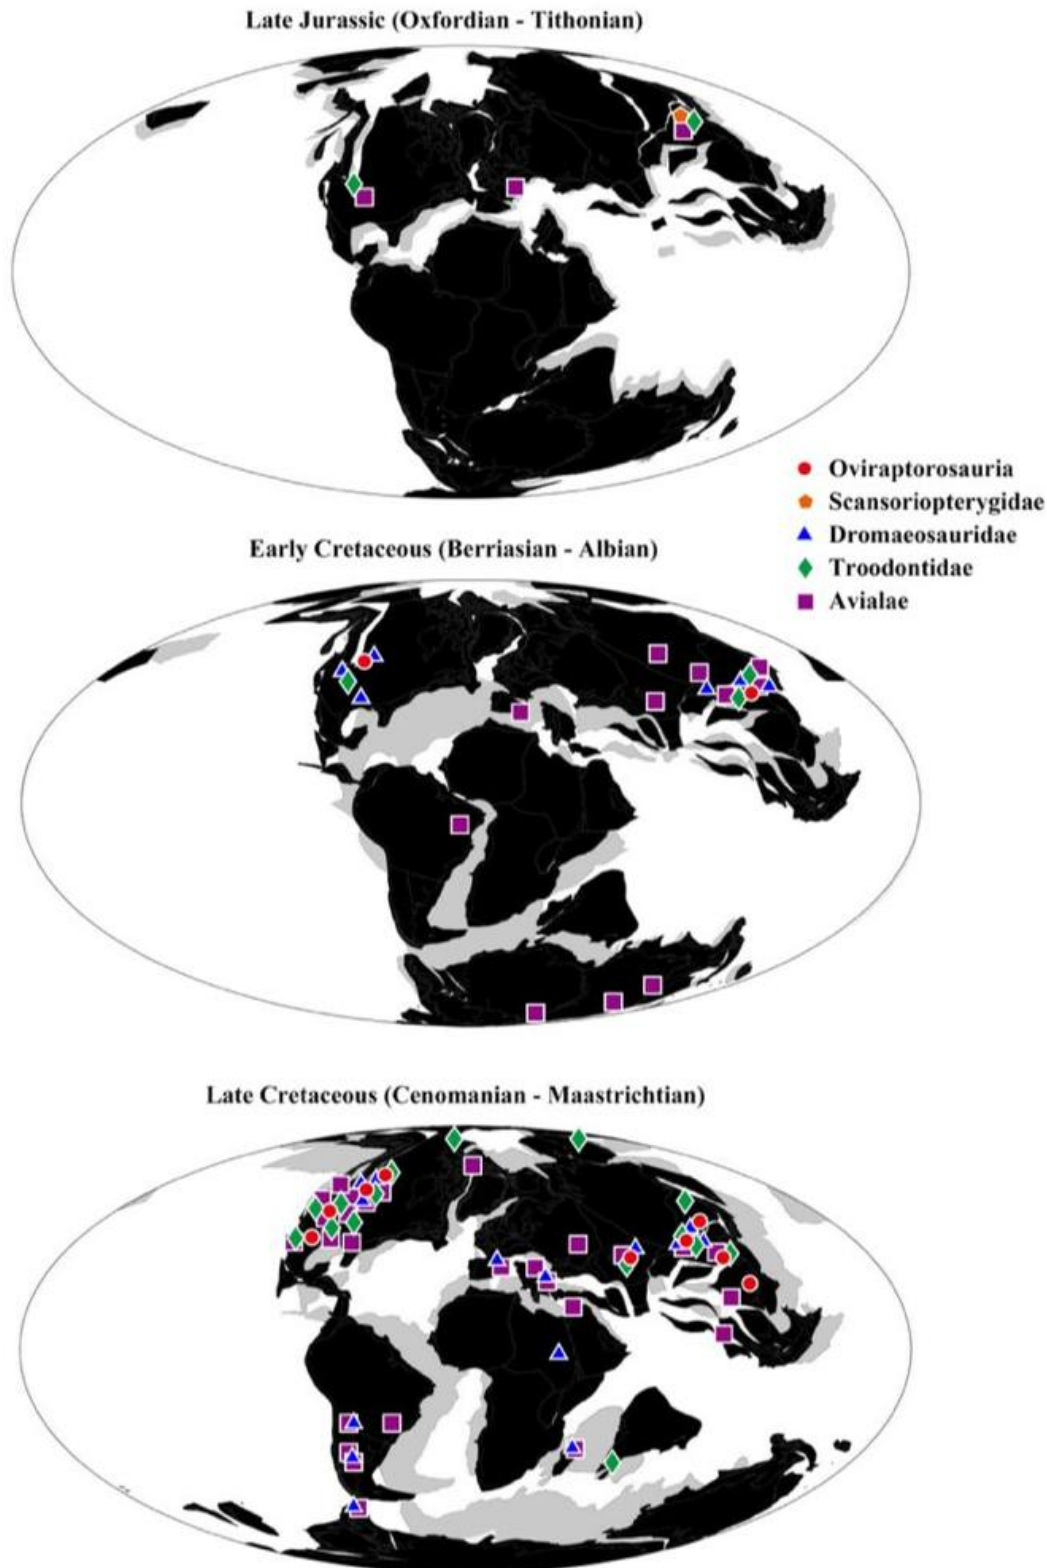 Late Jurassic (Oxfordian - Tithonian)
Oviraptorosauria
Scansoriopterygidae
Dromaeosauridae
Troodontidae
Avialae
Early Cretaceous (Berriasian - Albian)
Late Cretaceous (Cenomanian - Maastrichtian)